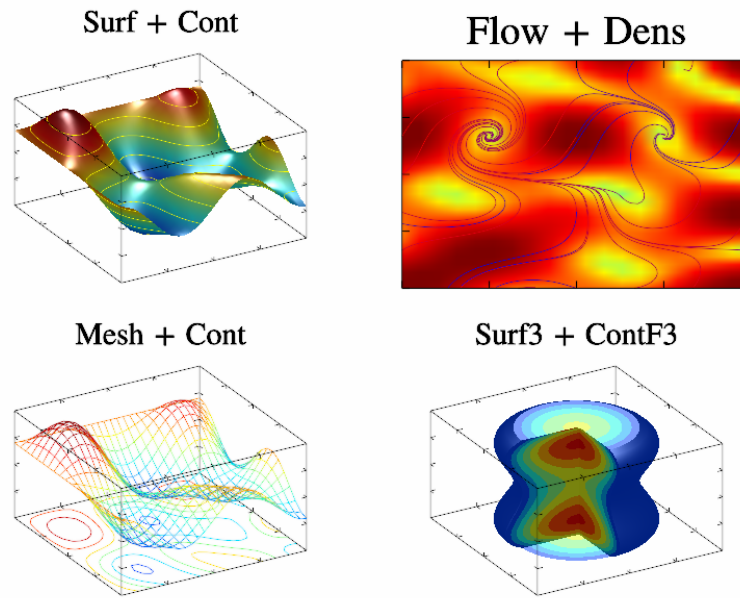 Surf + Cont
Flow + Dens
Mesh + Cont
Surf3 + ContF3